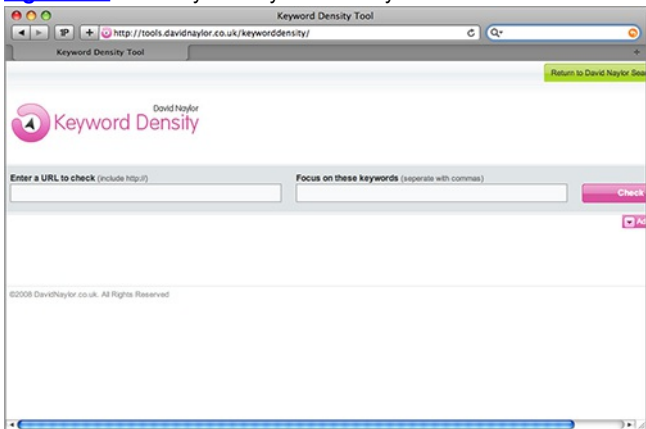 Keyword Density Tool
1P
+
http://tools.davidnaylor.co.uk/keyworddensity/
Keyword Density Tool
+
Return to David Naylor Sea
David Naylor
Keyword Density
Enter a URL to check (include http://)
Focus on these keywords (seperate with commas)
Check
Ad
©2008 DavidNaylor.co.uk. All Rights Reserved